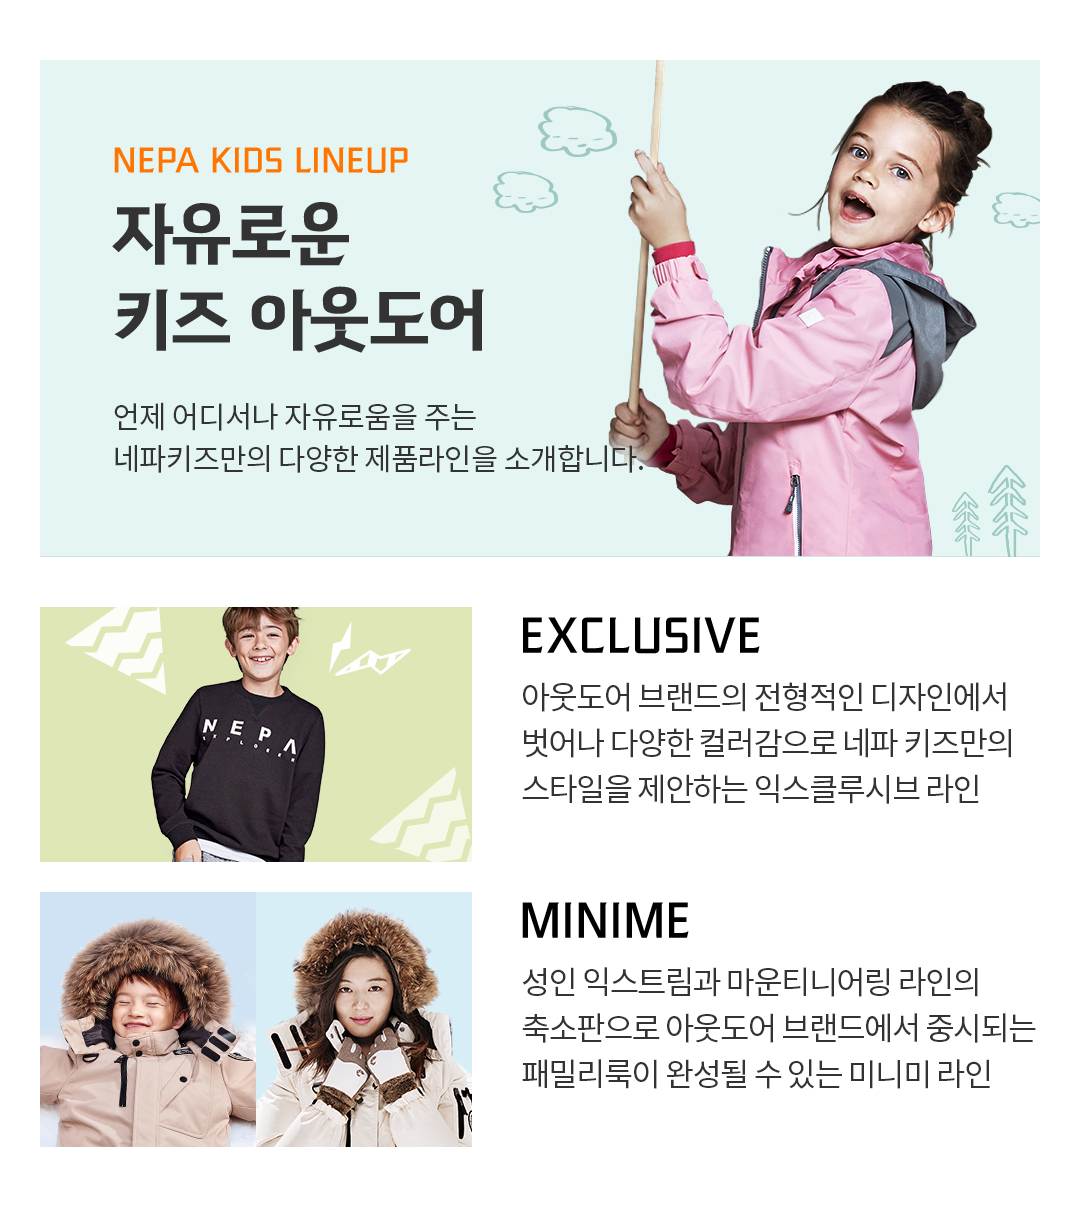 NEPA KIDS LINEUP
자유로운
키즈 아웃도어
언제 어디서나 자유로움을 주는
네파키즈만의 다양한 제품라인을 소개합니다.
NEPA
EXPLORER
EXCLUSIVE
아웃도어 브랜드의 전형적인 디자인에서
벗어나 다양한 컬러감으로 네파 키즈만의
스타일을 제안하는 익스클루시브 라인
MINIME
성인 익스트림과 마운티니어링 라인의
축소판으로 아웃도어 브랜드에서 중시되는
패밀리룩이 완성될 수 있는 미니미 라인